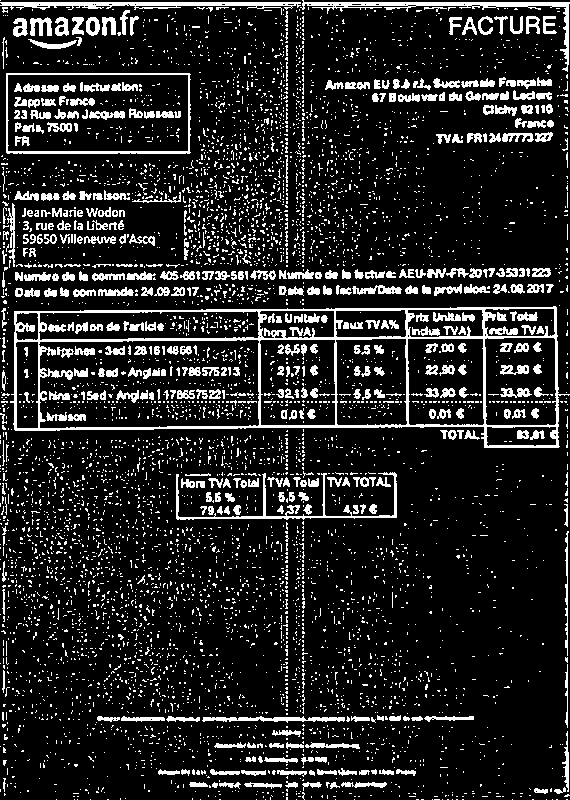 amazon.fr
FACTURE
Adresse de facturation:
Zapptax France
23 Rue Jean Jacques Rousseau
Paris, 75001
FR
Amazon EU S.à r.l., Succursale Française
67 Boulevard du General Leclerc
Clichy 92110
France
TVA: FR12487773327
Adresse de livraison:
Jean-Marie Wodon
3, rue de la Liberté
59650 Villeneuve d'Ascq
FR
Numéro de la commande: 405-6613739-5614750 Numéro de la facture: AEU-INV-FR-2017-35331223
Date de la commande: 24.09.2017 Date de la facture/Date de la provision: 24.09.2017
Qté Description de l'article Prix Unitaire (hors TVA) Taux TVA% Prix Unitaire (inclus TVA) Prix Total (inclus TVA)
1 Philippines - 3ed | 2816148661 25,59 € 5,5 % 27,00 € 27,00 €
1 Shanghai - 8ed - Anglais | 1786575213 21,71 € 5,5 % 22,90 € 22,90 €
1 China - 15ed - Anglais | 1786575221 32,13 € 5,5 % 33,90 € 33,90 €
Livraison 0,01 € 0,01 € 0,01 €
TOTAL: 83,81 €
Hors TVA Total TVA Total TVA TOTAL
5,5 % 5,5 %
79,44 € 4,37 € 4,37 €